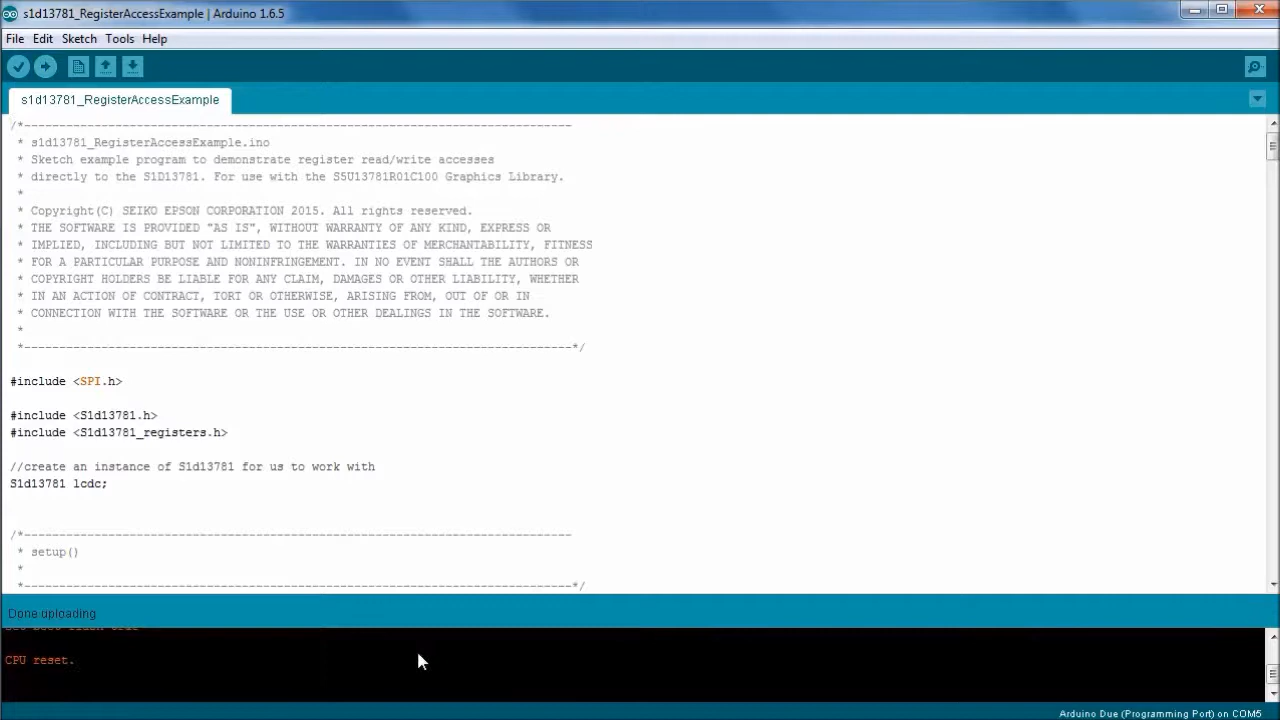 s1d13781_RegisterAccessExample | Arduino 1.6.5
File Edit Sketch Tools Help
s1d13781_RegisterAccessExample
/*------------------------------------------------------------------------------
* s1d13781_RegisterAccessExample.ino
* Sketch example program to demonstrate register read/write accesses
* directly to the S1D13781. For use with the S5U13781R01C100 Graphics Library.
*
* Copyright(C) SEIKO EPSON CORPORATION 2015. All rights reserved.
* THE SOFTWARE IS PROVIDED "AS IS", WITHOUT WARRANTY OF ANY KIND, EXPRESS OR
* IMPLIED, INCLUDING BUT NOT LIMITED TO THE WARRANTIES OF MERCHANTABILITY, FITNESS
* FOR A PARTICULAR PURPOSE AND NONINFRINGEMENT. IN NO EVENT SHALL THE AUTHORS OR
* COPYRIGHT HOLDERS BE LIABLE FOR ANY CLAIM, DAMAGES OR OTHER LIABILITY, WHETHER
* IN AN ACTION OF CONTRACT, TORT OR OTHERWISE, ARISING FROM, OUT OF OR IN
* CONNECTION WITH THE SOFTWARE OR THE USE OR OTHER DEALINGS IN THE SOFTWARE.
*
*------------------------------------------------------------------------------*/
#include <SPI.h>
#include <S1d13781.h>
#include <S1d13781_registers.h>
//create an instance of S1d13781 for us to work with
S1d13781 lcdc;
/*------------------------------------------------------------------------------
* setup()
*
*------------------------------------------------------------------------------*/
Done uploading
CPU reset.
Arduino Due (Programming Port) on COM5